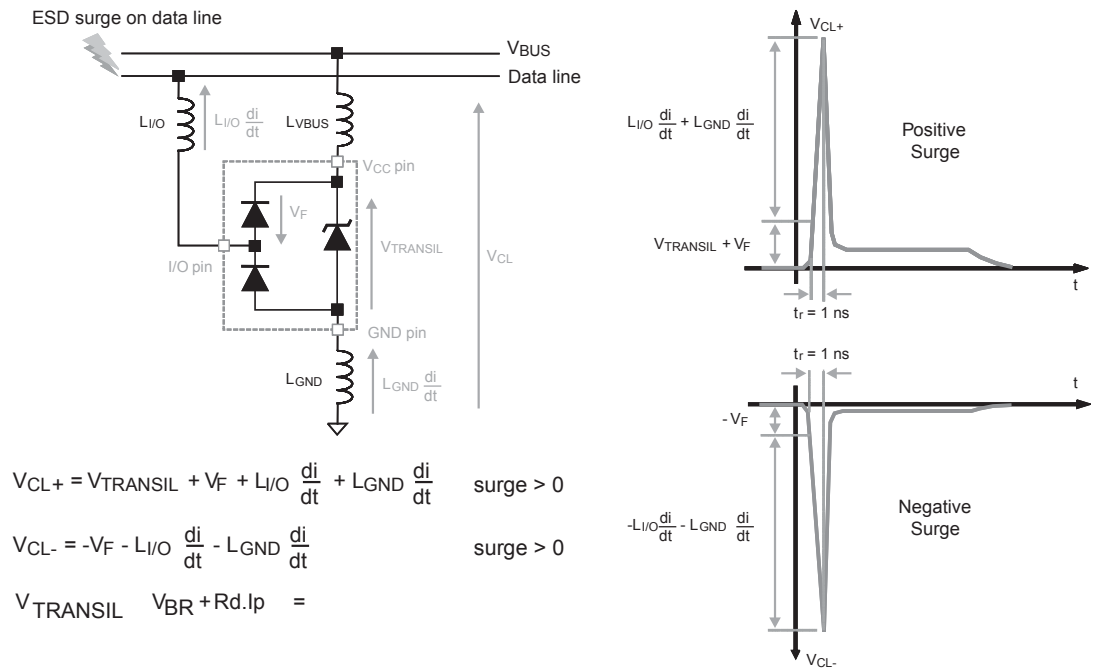 ESD surge on data line
VBUS
Data line
LI/O
LI/O di/dt
LVBUS
VCC pin
VF
VTRANSIL
VCL
I/O pin
GND pin
LGND
LGND di/dt
VCL+ = VTRANSIL + VF + LI/O di/dt + LGND di/dt surge > 0
VCL- = -VF - LI/O di/dt - LGND di/dt surge > 0
VTRANSIL VBR + Rd.Ip =
VCL+
LI/O di/dt + LGND di/dt
Positive
Surge
VTRANSIL + VF
t
tr = 1 ns
tr = 1 ns
t
- VF
-LI/O di/dt - LGND di/dt
Negative
Surge
VCL-